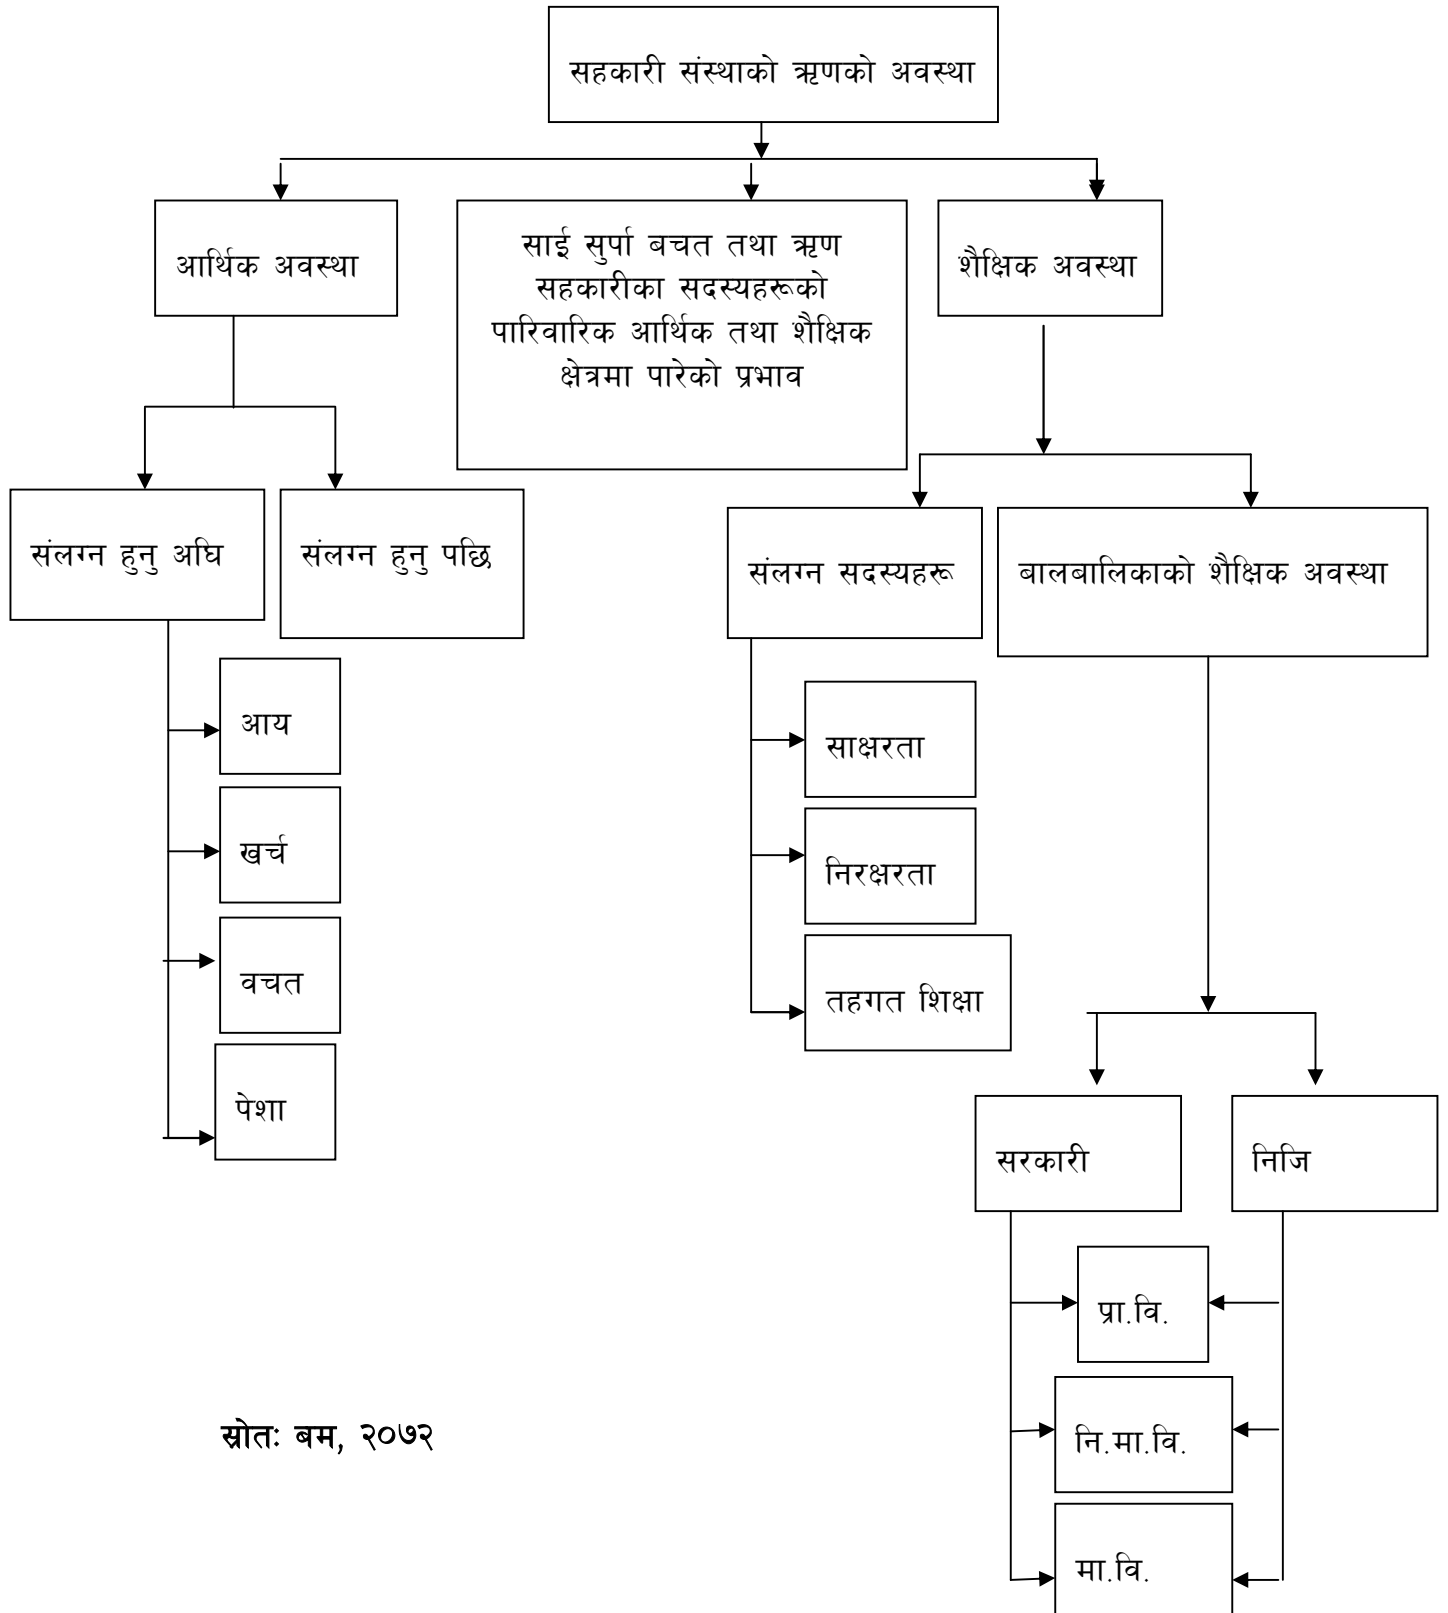 सहकारी संस्थाको ऋणको अवस्था
आर्थिक अवस्था
साई सुर्पा बचत तथा ऋण
सहकारीका सदस्यहरूको
पारिवारिक आर्थिक तथा शैक्षिक
क्षेत्रमा पारेको प्रभाव
शैक्षिक अवस्था
संलग्न हुनु अघि
संलग्न हुनु पछि
संलग्न सदस्यहरू
बालबालिकाको शैक्षिक अवस्था
आय
खर्च
वचत
पेशा
साक्षरता
निरक्षरता
तहगत शिक्षा
सरकारी
निजि
प्रा.वि.
नि.मा.वि.
मा.वि.
स्रोतः बम, २०७२